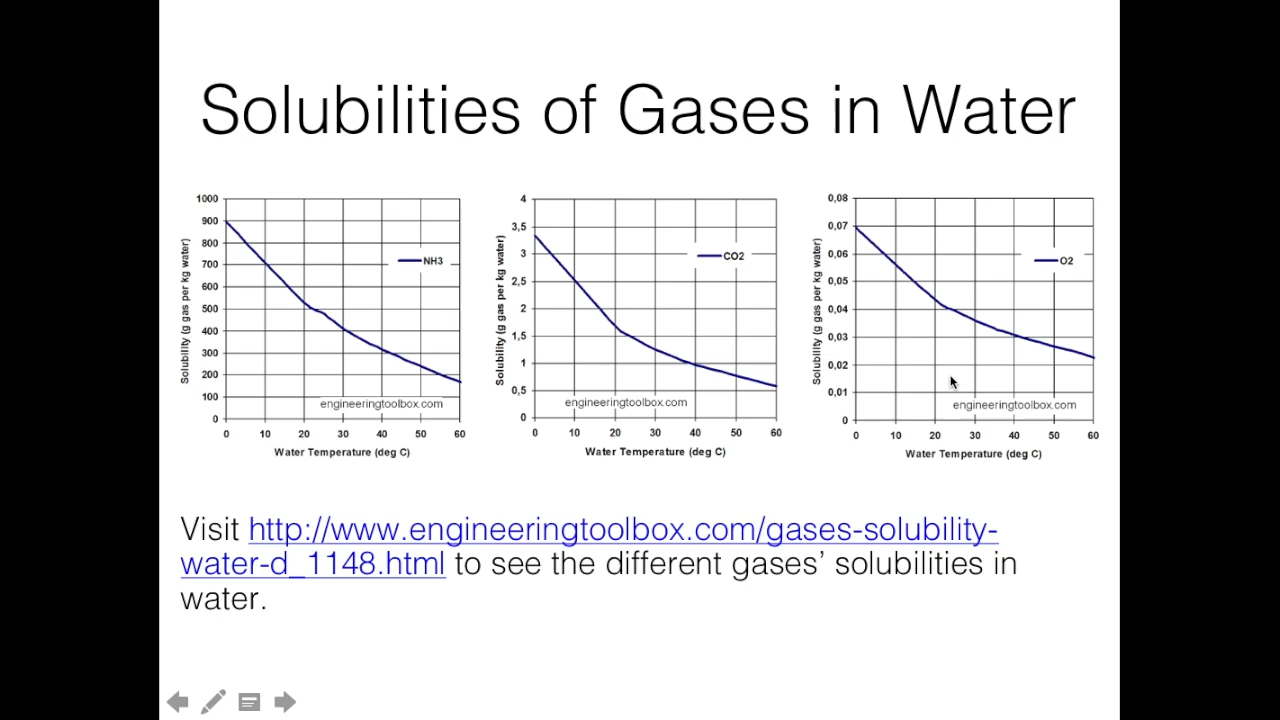 Solubilities of Gases in Water
1000
900
800
700
600
500
400
300
200
100
0
Solubility (g gas per kg water)
NH3
engineeringtoolbox.com
0 10 20 30 40 50 60
Water Temperature (deg C)
4
3,5
3
2,5
2
1,5
1
0,5
0
Solubility (g gas per kg water)
CO2
engineeringtoolbox.com
0 10 20 30 40 50 60
Water Temperature (deg C)
0,08
0,07
0,06
0,05
0,04
0,03
0,02
0,01
0
Solubility (g gas per kg water)
O2
engineeringtoolbox.com
0 10 20 30 40 50 60
Water Temperature (deg C)
Visit http://www.engineeringtoolbox.com/gases-solubility-
water-d_1148.html to see the different gases’ solubilities in
water.